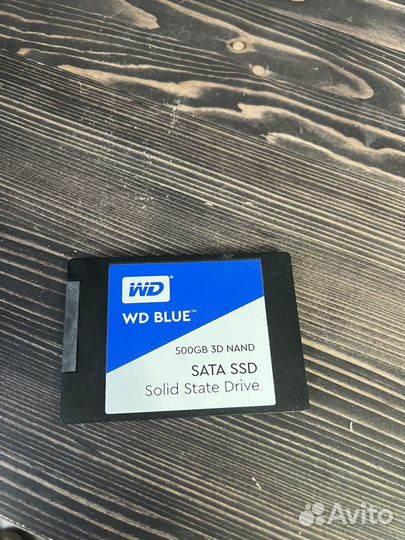 WD®
WD BLUE™
500GB 3D NAND
SATA SSD
Solid State Drive
Avito